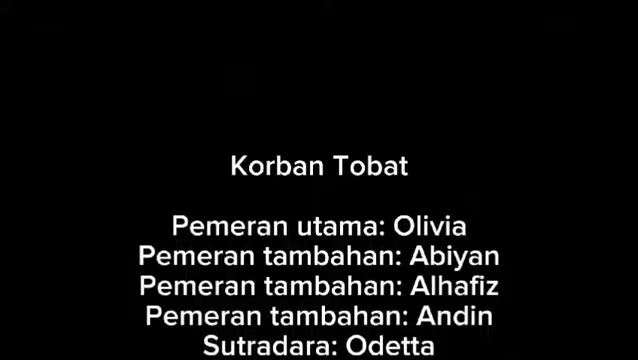 Korban Tobat
Pemeran utama: Olivia
Pemeran tambahan: Abiyan
Pemeran tambahan: Alhafiz
Pemeran tambahan: Andin
Sutradara: Odetta